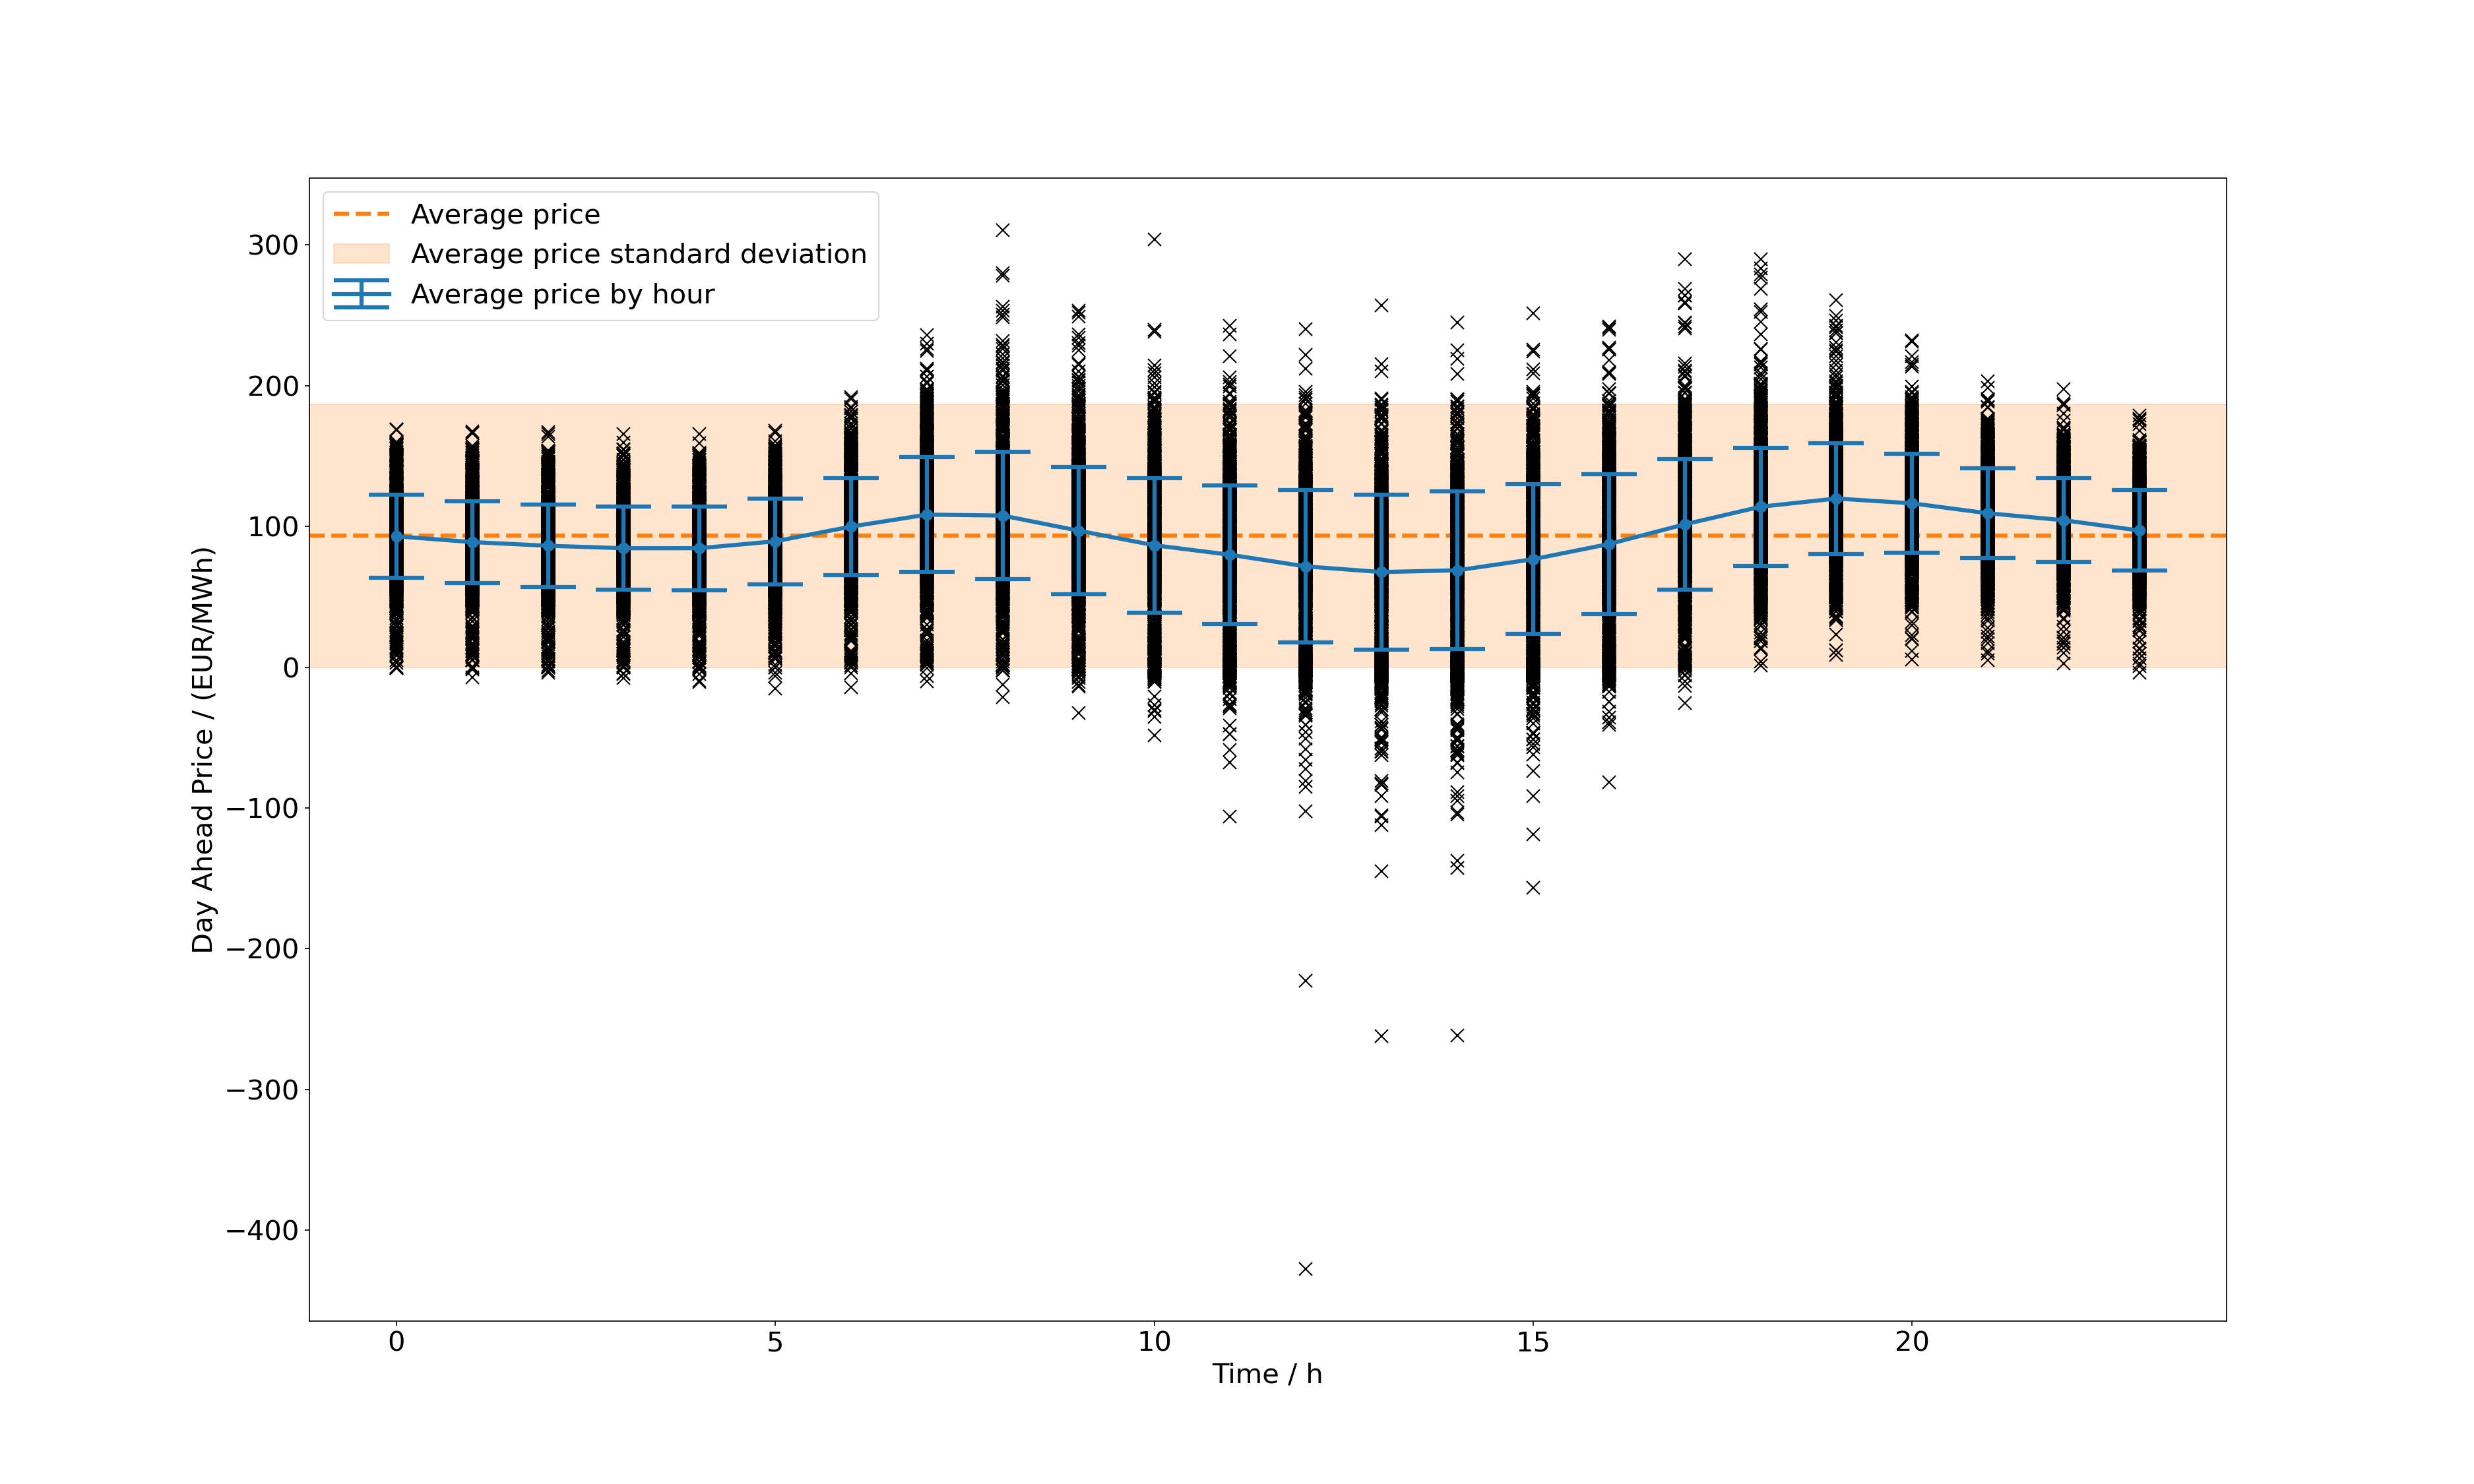 Average price
Average price standard deviation
Average price by hour
300
200
100
0
−100
−200
−300
−400
Day Ahead Price / (EUR/MWh)
0 5 10 15 20
Time / h